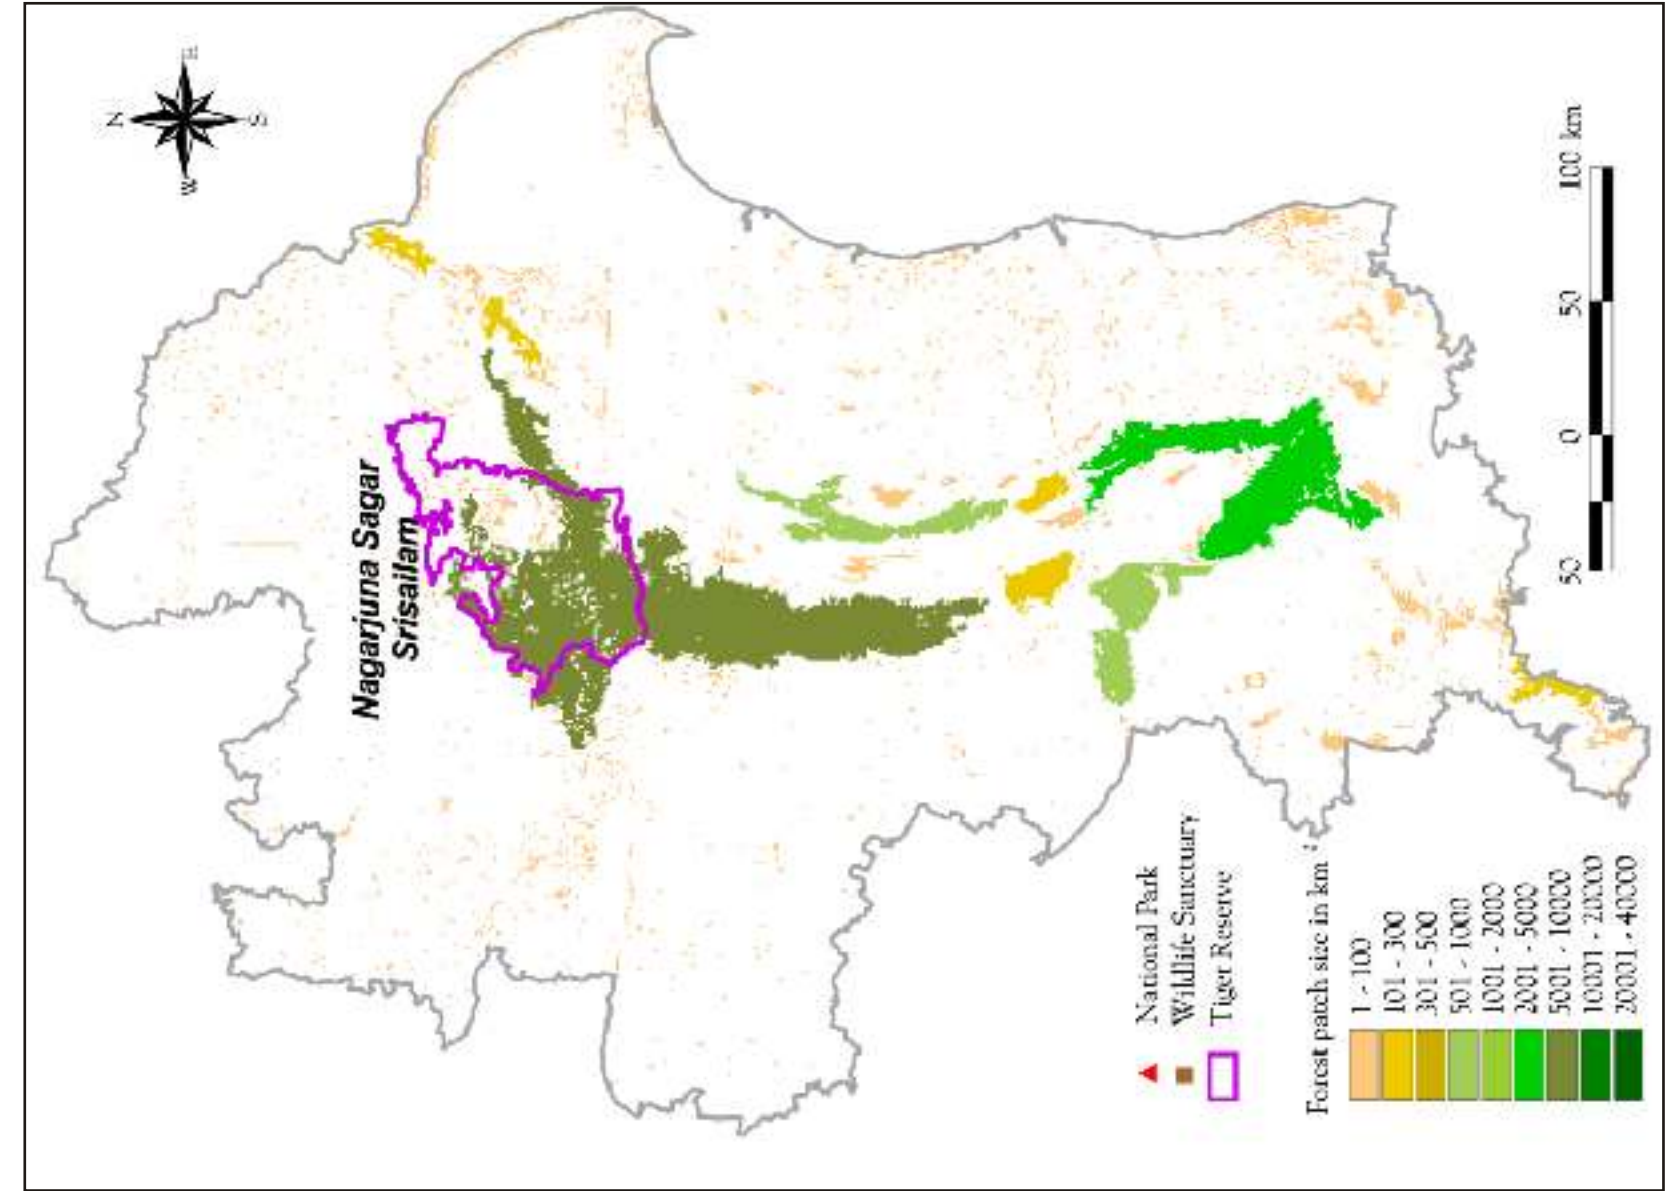 N
E
S
W
Nagarjuna Sagar
Srisailam
National Park
Wildlife Sanctuary
Tiger Reserve
Forest patch size in km ²
1 - 100
101 - 300
301 - 500
501 - 1000
1001 - 2000
2001 - 5000
5001 - 10000
10001 - 20000
20001 - 40000
50 0 50 100 km